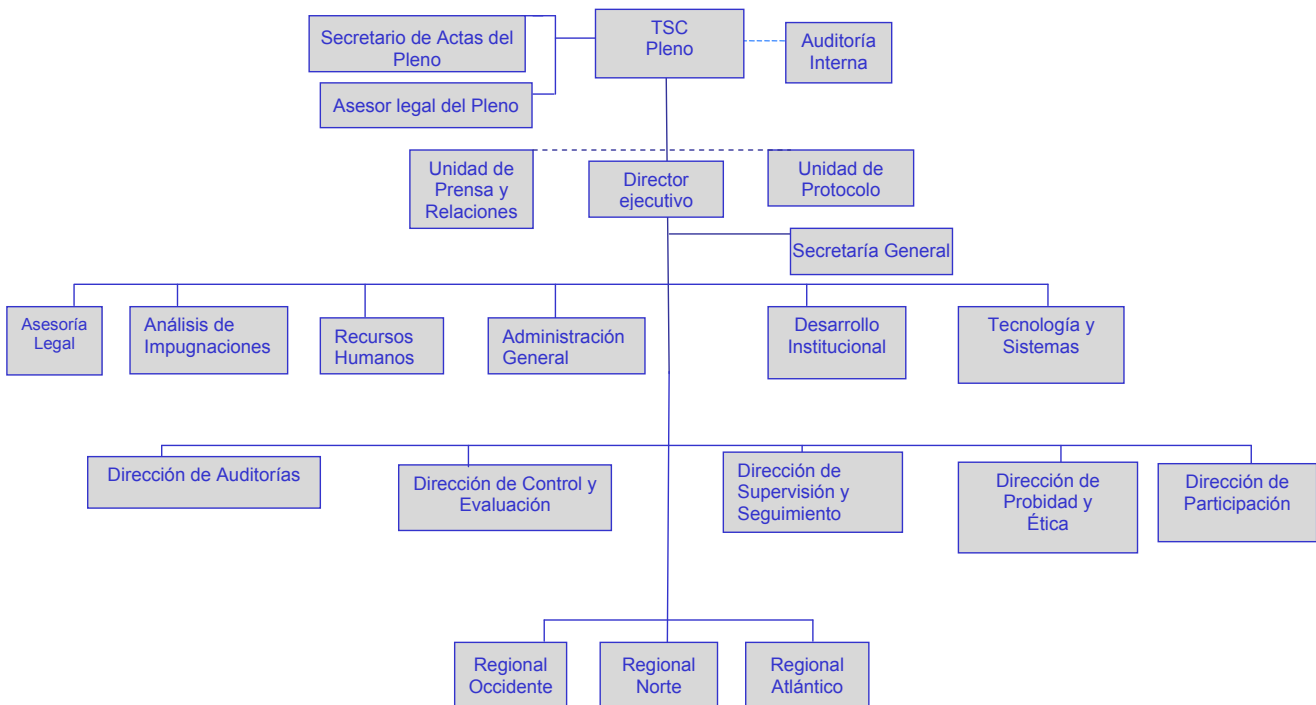 TSC
Pleno
Secretario de Actas del
Pleno
Auditoría
Interna
Asesor legal del Pleno
Unidad de
Prensa y
Relaciones
Director
ejecutivo
Unidad de
Protocolo
Secretaría General
Asesoría
Legal
Análisis de
Impugnaciones
Recursos
Humanos
Administración
General
Desarrollo
Institucional
Tecnología y
Sistemas
Dirección de Auditorías
Dirección de Control y
Evaluación
Dirección de
Supervisión y
Seguimiento
Dirección de
Probidad y
Ética
Dirección de
Participación
Regional
Occidente
Regional
Norte
Regional
Atlántico